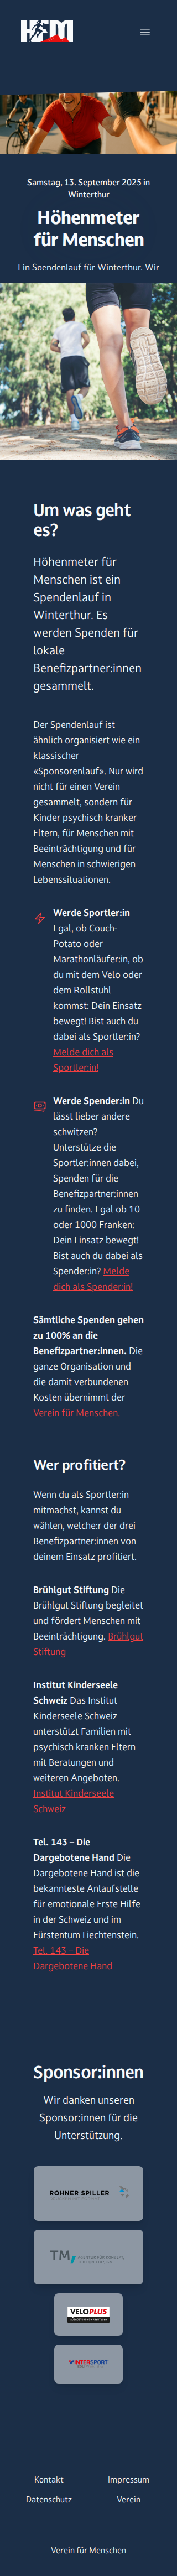 HFM
Samstag, 13. September 2025 in
Winterthur
Höhenmeter
für Menschen
Ein Spendenlauf für Winterthur. Wir
Um was geht
es?
Höhenmeter für
Menschen ist ein
Spendenlauf in
Winterthur. Es
werden Spenden für
lokale
Benefizpartner:innen
gesammelt.
Der Spendenlauf ist
ähnlich organisiert wie ein
klassischer
«Sponsorenlauf». Nur wird
nicht für einen Verein
gesammelt, sondern für
Kinder psychisch kranker
Eltern, für Menschen mit
Beeinträchtigung und für
Menschen in schwierigen
Lebenssituationen.
Werde Sportler:in
Egal, ob Couch-
Potato oder
Marathonläufer:in, ob
du mit dem Velo oder
dem Rollstuhl
kommst: Dein Einsatz
bewegt! Bist auch du
dabei als Sportler:in?
Melde dich als
Sportler:in!
Werde Spender:in Du
lässt lieber andere
schwitzen?
Unterstütze die
Sportler:innen dabei,
Spenden für die
Benefizpartner:innen
zu finden. Egal ob 10
oder 1000 Franken:
Dein Einsatz bewegt!
Bist auch du dabei als
Spender:in? Melde
dich als Spender:in!
Sämtliche Spenden gehen
zu 100% an die
Benefizpartner:innen. Die
ganze Organisation und
die damit verbundenen
Kosten übernimmt der
Verein für Menschen.
Wer profitiert?
Wenn du als Sportler:in
mitmachst, kannst du
wählen, welche:r der drei
Benefizpartner:innen von
deinem Einsatz profitiert.
Brühlgut Stiftung Die
Brühlgut Stiftung begleitet
und fördert Menschen mit
Beeinträchtigung. Brühlgut
Stiftung
Institut Kinderseele
Schweiz Das Institut
Kinderseele Schweiz
unterstützt Familien mit
psychisch kranken Eltern
mit Beratungen und
weiteren Angeboten.
Institut Kinderseele
Schweiz
Tel. 143 – Die
Dargebotene Hand Die
Dargebotene Hand ist die
bekannteste Anlaufstelle
für emotionale Erste Hilfe
in der Schweiz und im
Fürstentum Liechtenstein.
Tel. 143 – Die
Dargebotene Hand
Sponsor:innen
Wir danken unseren
Sponsor:innen für die
Unterstützung.
ROHNER SPILLER
TM
VELOPLUS
INTERSPORT
Kontakt
Impressum
Datenschutz
Verein
Verein für Menschen